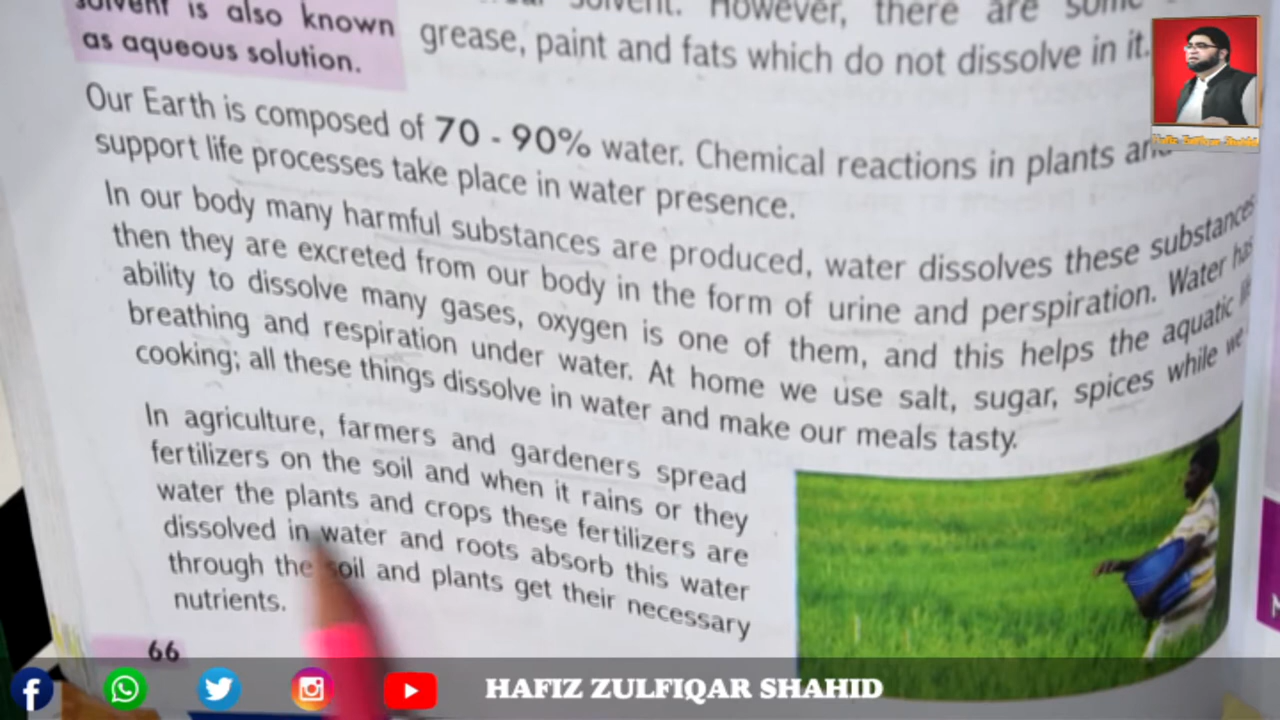 solvent is also known
as aqueous solution.
solvent. However, there are some
grease, paint and fats which do not dissolve in it.
Our Earth is composed of 70 - 90% water. Chemical reactions in plants and
support life processes take place in water presence.
In our body many harmful substances are produced, water dissolves these substances
then they are excreted from our body in the form of urine and perspiration. Water has
ability to dissolve many gases, oxygen is one of them, and this helps the aquatic
breathing and respiration under water. At home we use salt, sugar, spices while we
cooking; all these things dissolve in water and make our meals tasty.
In agriculture, farmers and gardeners spread
fertilizers on the soil and when it rains or they
water the plants and crops these fertilizers are
dissolved in water and roots absorb this water
through the soil and plants get their necessary
nutrients.
66
Hafiz Zulfiqar Shahid
HAFIZ ZULFIQAR SHAHID